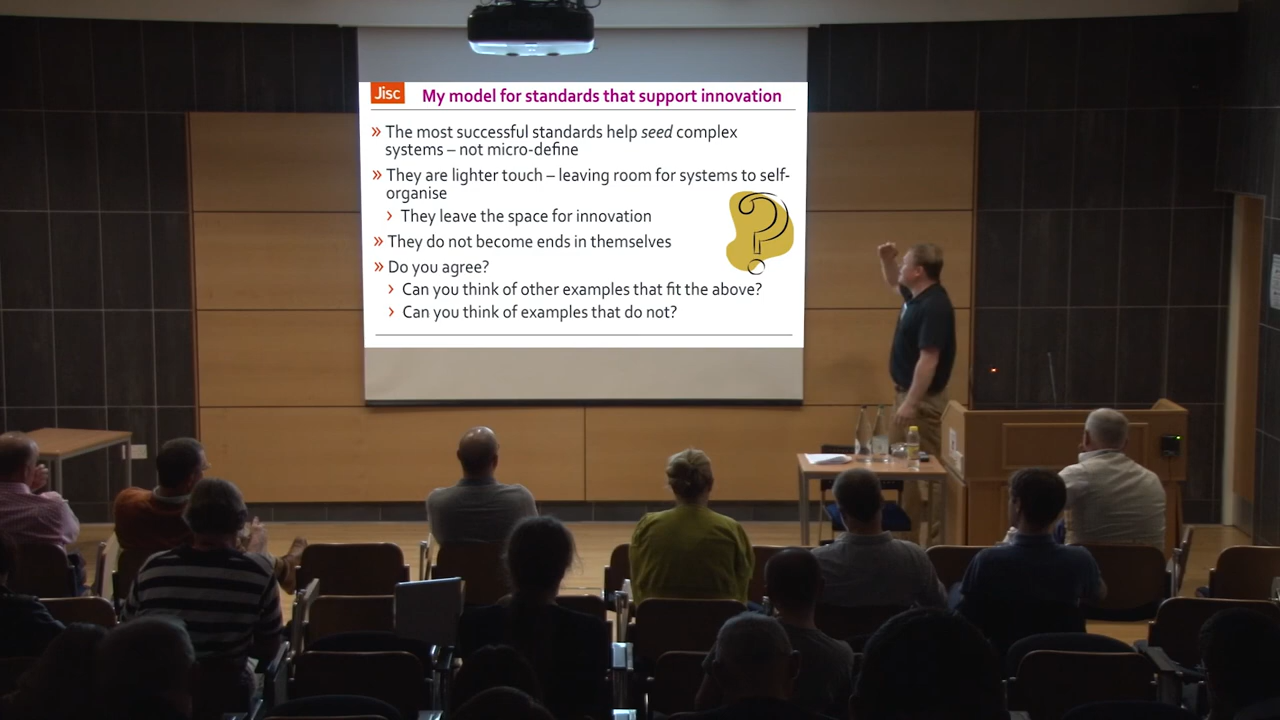 Jisc
My model for standards that support innovation
» The most successful standards help seed complex
systems – not micro-define
» They are lighter touch – leaving room for systems to self-
organise
› They leave the space for innovation
» They do not become ends in themselves
» Do you agree?
› Can you think of other examples that fit the above?
› Can you think of examples that do not?
?